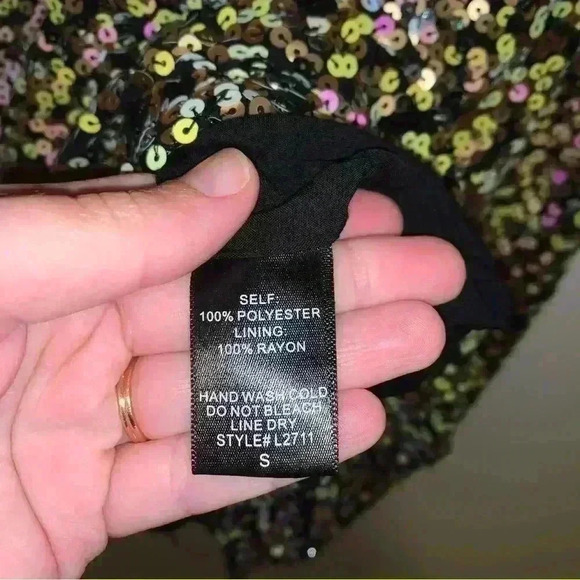 SELF:
100% POLYESTER
LINING:
100% RAYON
HAND WASH COLD
DO NOT BLEACH
LINE DRY
STYLE# L2711
S